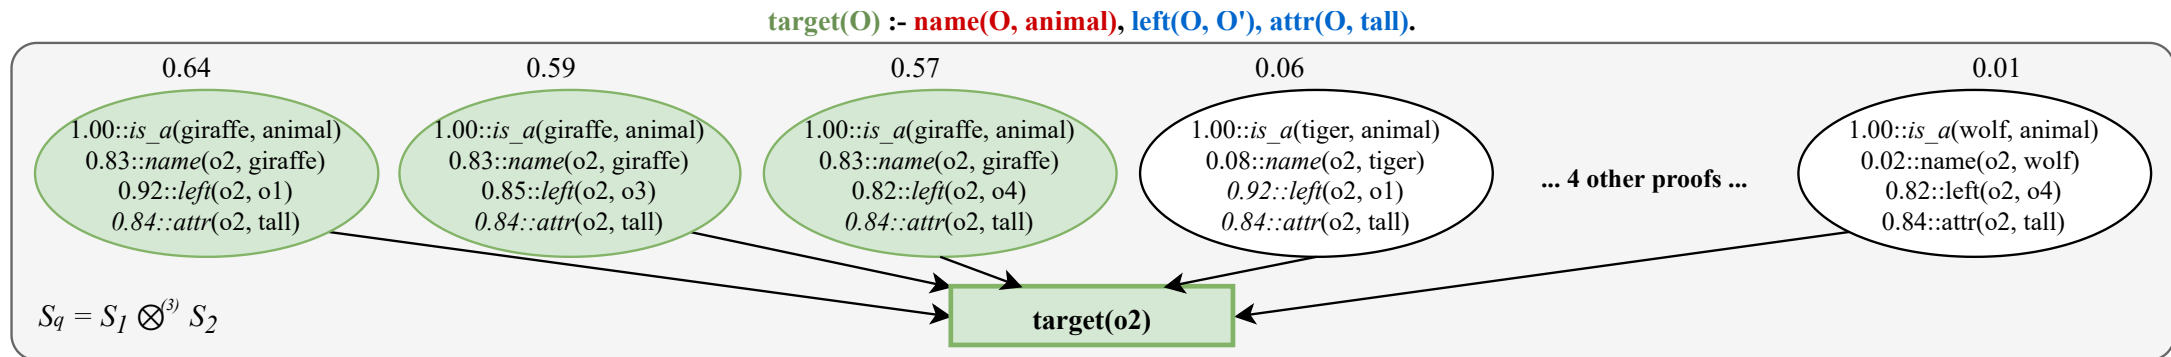 target(O) :- name(O, animal), left(O, O'), attr(O, tall).
0.64
1.00::is_a(giraffe, animal)
0.83::name(o2, giraffe)
0.92::left(o2, o1)
0.84::attr(o2, tall)
0.59
1.00::is_a(giraffe, animal)
0.83::name(o2, giraffe)
0.85::left(o2, o3)
0.84::attr(o2, tall)
0.57
1.00::is_a(giraffe, animal)
0.83::name(o2, giraffe)
0.82::left(o2, o4)
0.84::attr(o2, tall)
0.06
1.00::is_a(tiger, animal)
0.08::name(o2, tiger)
0.92::left(o2, o1)
0.84::attr(o2, tall)
... 4 other proofs ...
0.01
1.00::is_a(wolf, animal)
0.02::name(o2, wolf)
0.82::left(o2, o4)
0.84::attr(o2, tall)
Sq = S1 ⊗(3) S2
target(o2)